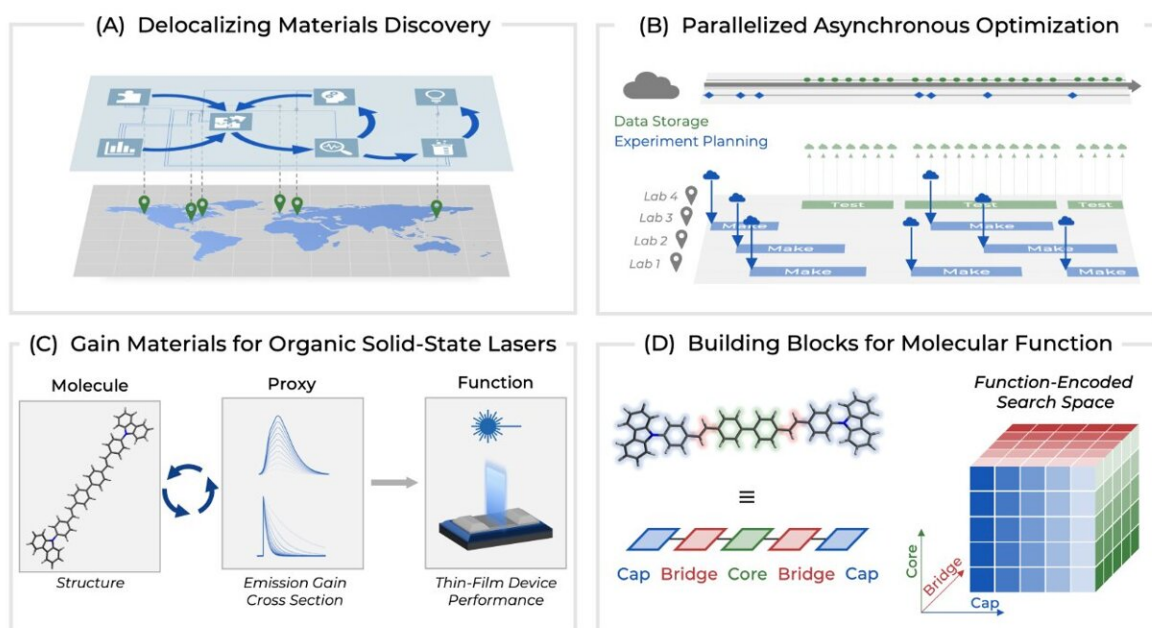 (A) Delocalizing Materials Discovery
(B) Parallelized Asynchronous Optimization
Data Storage
Experiment Planning
Lab 4
Test
Test
Test
Lab 3
Make
Make
Lab 2
Make
Make
Lab 1
Make
Make
Make
(C) Gain Materials for Organic Solid-State Lasers
Molecule
Proxy
Function
Structure
Emission Gain
Cross Section
Thin-Film Device
Performance
(D) Building Blocks for Molecular Function
Function-Encoded
Search Space
≡
Cap Bridge Core Bridge Cap
Core
Bridge
Cap